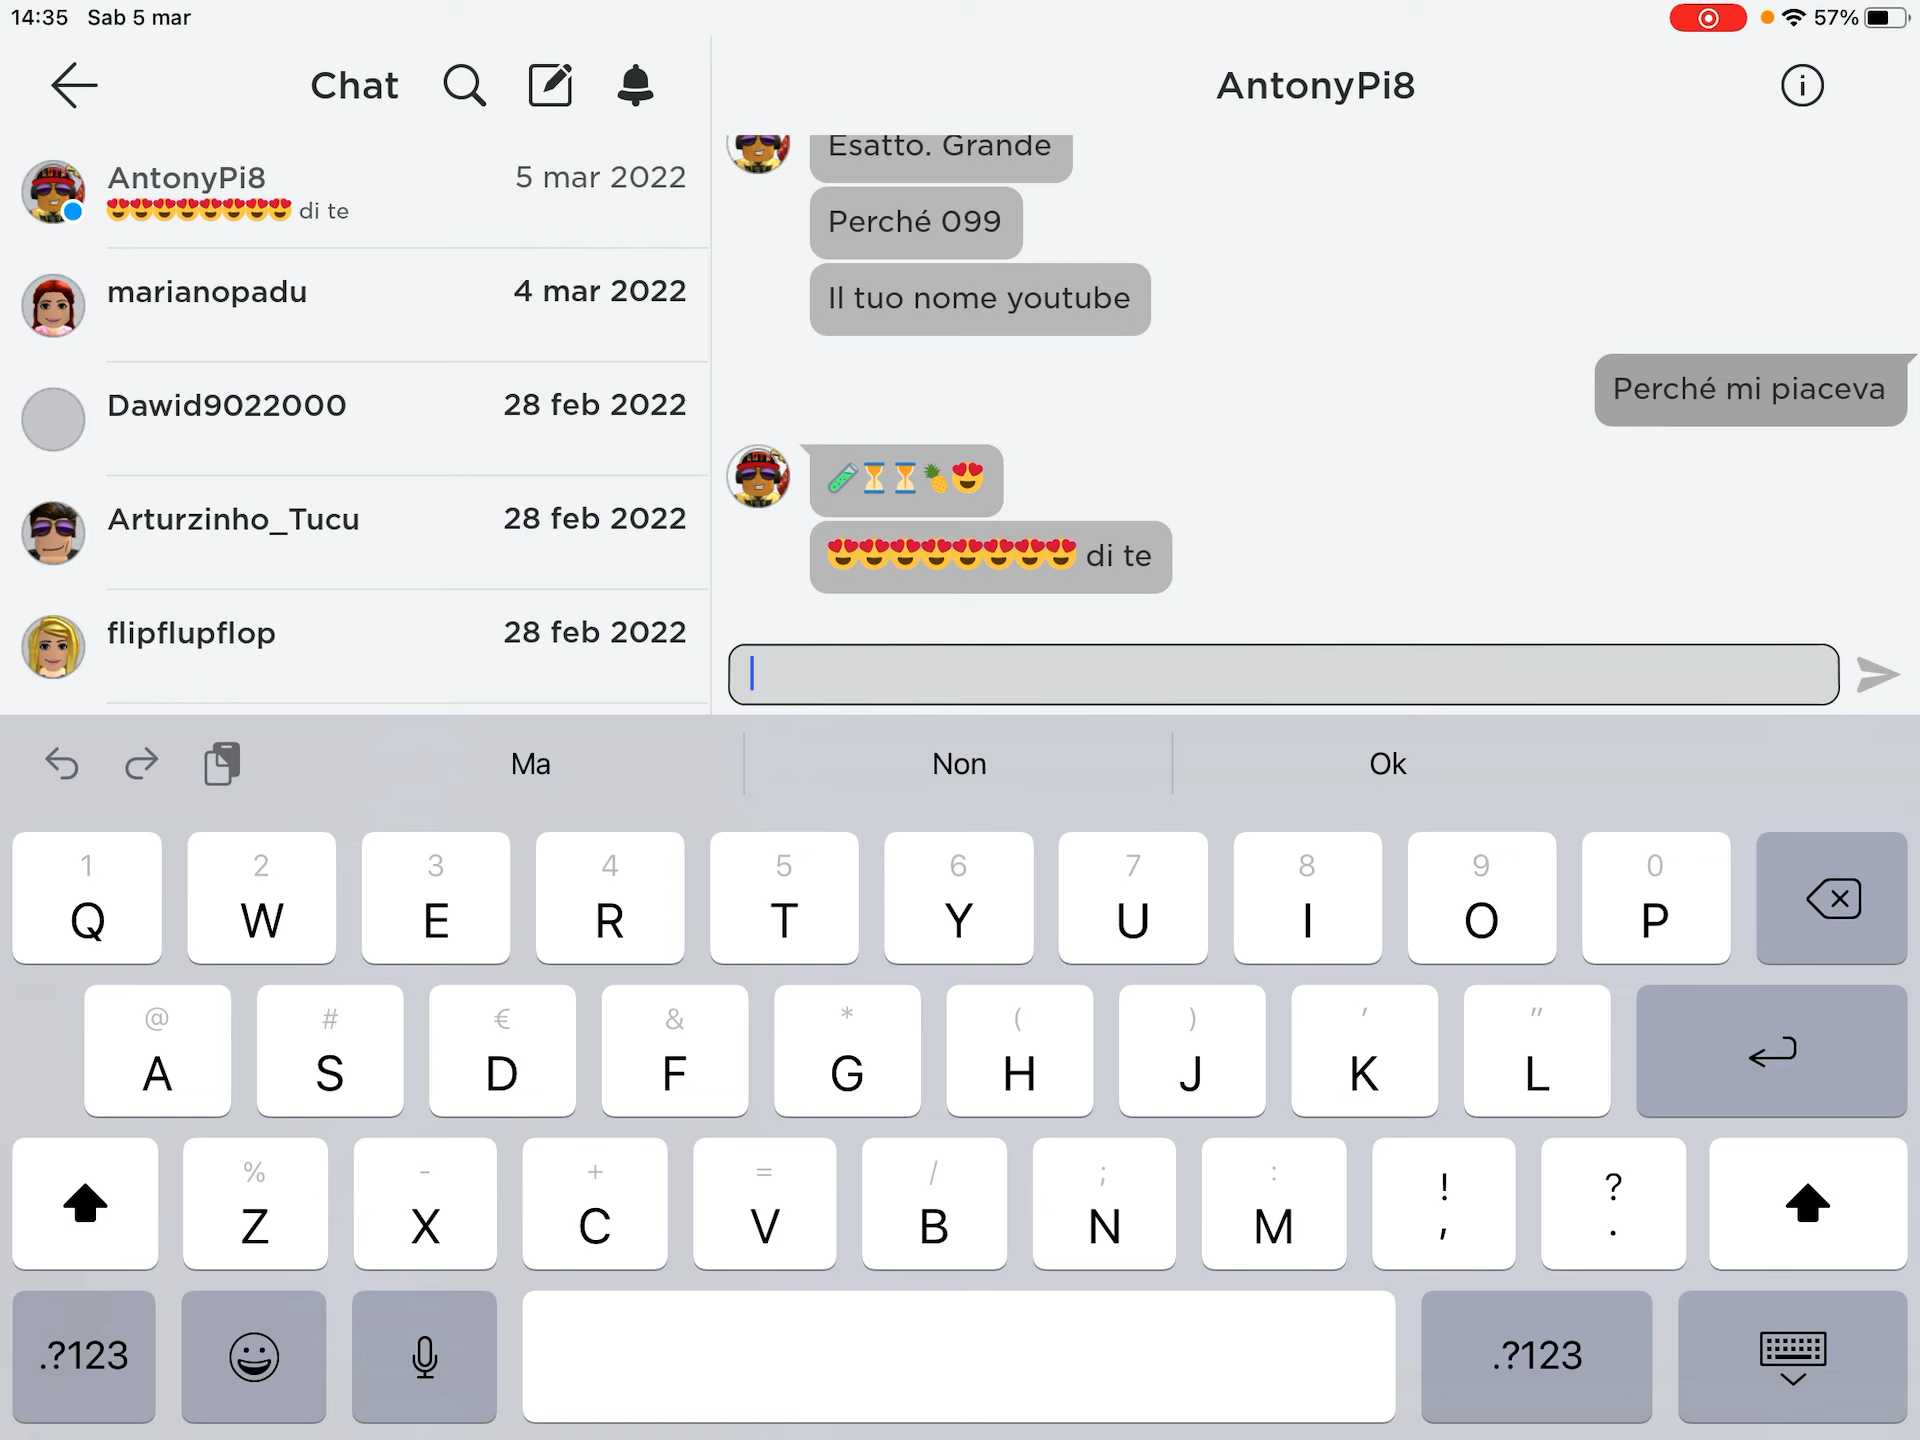 14:35 Sab 5 mar
57%
Chat
AntonyPi8
AntonyPi8 5 mar 2022
😍😍😍😍😍😍😍😍 di te
marianopadu 4 mar 2022
Dawid9022000 28 feb 2022
Arturzinho_Tucu 28 feb 2022
flipflupflop 28 feb 2022
Esatto. Grande
Perché 099
Il tuo nome youtube
Perché mi piaceva
🧪⏳⏳🍍😍
😍😍😍😍😍😍😍😍 di te
Ma Non Ok
1 2 3 4 5 6 7 8 9 0
Q W E R T Y U I O P
@ # € & * ( ) ' "
A S D F G H J K L
% - + = / ; : ! ?
Z X C V B N M , .
.?123 .?123